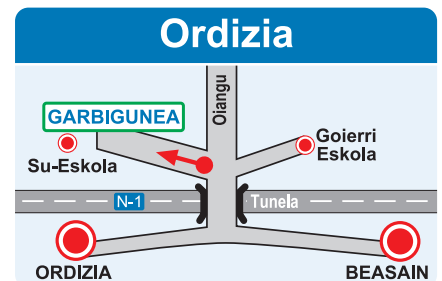 Ordizia
Oiangu
GARBIGUNEA
Su-Eskola
Goierri
Eskola
N-1
Tunela
ORDIZIA
BEASAIN